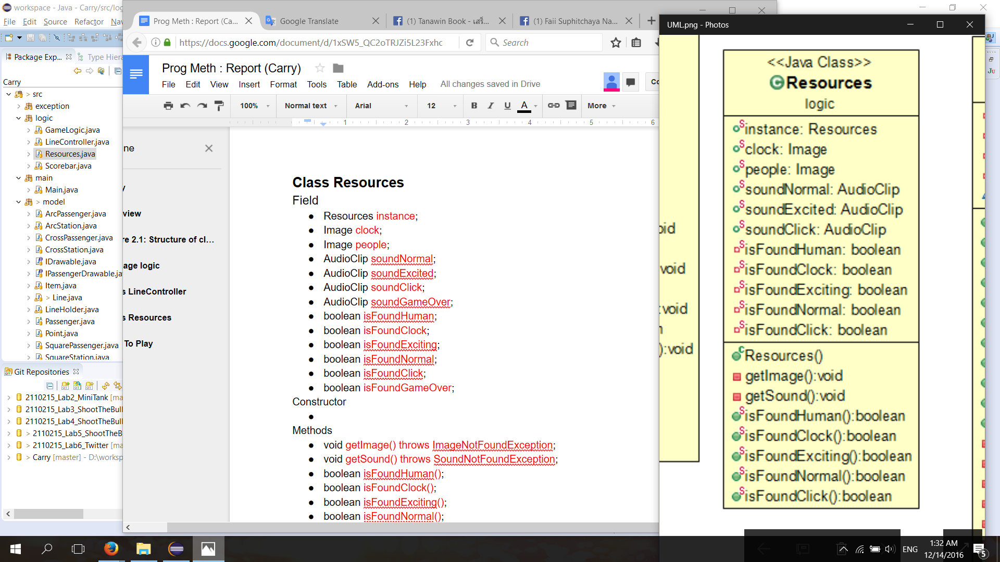 workspace - Java - Carry/src/log
File Edit Source Refactor Nav
Package Exp... Type Hiera
Carry
> src
exception
logic
GameLogic.java
LineController.java
Resources.java
Scorebar.java
main
Main.java
> model
ArcPassenger.java
ArcStation.java
CrossPassenger.java
CrossStation.java
IDrawable.java
IPassengerDrawable.ja
Item.java
> Line.java
LineHolder.java
Passenger.java
Point.java
SquarePassenger.java
SquareStation.java
Git Repositories
2110215_Lab2_MiniTank [ma
2110215_Lab3_ShootTheBull
2110215_Lab4_ShootTheBull
> 2110215_Lab5_ShootTheB
> 2110215_Lab6_Twitter [ma
> Carry [master] - D:\worksp
Prog Meth : Report (Ca...
Google Translate
(1) Tanawin Book - เสร็...
(1) Faii Suphitchaya Na...
https://docs.google.com/document/d/1xSW5_QC2oTRJZi5L23Fxhc
Search
Prog Meth : Report (Carry)
File Edit View Insert Format Tools Table Add-ons Help All changes saved in Drive
Co
100% Normal text Arial 12 B I U A More
1 2 3 4 5 6
ne
y
view
re 2.1: Structure of cl...
age logic
s LineController
s Resources
To Play
Class Resources
Field
● Resources instance;
● Image clock;
● Image people;
● AudioClip soundNormal;
● AudioClip soundExcited;
● AudioClip soundClick;
● AudioClip soundGameOver;
● boolean isFoundHuman;
● boolean isFoundClock;
● boolean isFoundExciting;
● boolean isFoundNormal;
● boolean isFoundClick;
● boolean isFoundGameOver;
Constructor
●
Methods
● void getImage() throws ImageNotFoundException;
● void getSound() throws SoundNotFoundException;
● boolean isFoundHuman();
● boolean isFoundClock();
● boolean isFoundExciting();
● boolean isFoundNormal();
UML.png - Photos
oid
void
:void
):void
<<Java Class>>
C Resources
logic
S instance: Resources
S clock: Image
S people: Image
S soundNormal: AudioClip
S soundExcited: AudioClip
S soundClick: AudioClip
S isFoundHuman: boolean
S isFoundClock: boolean
S isFoundExciting: boolean
S isFoundNormal: boolean
S isFoundClick: boolean
C Resources()
getImage():void
getSound():void
S isFoundHuman():boolean
S isFoundClock():boolean
S isFoundExciting():boolean
S isFoundNormal():boolean
S isFoundClick():boolean
Ju
ENG
1:32 AM
12/14/2016
5